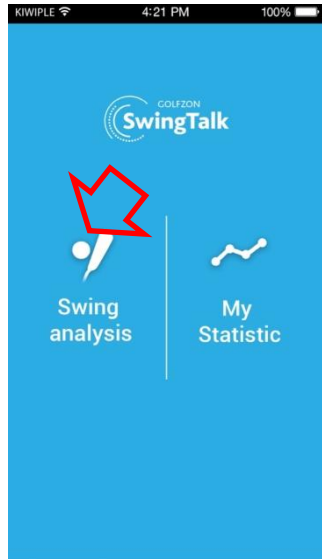 KIWIPLE 4:21 PM 100%
GOLFZON
SwingTalk
Swing
analysis
My
Statistic